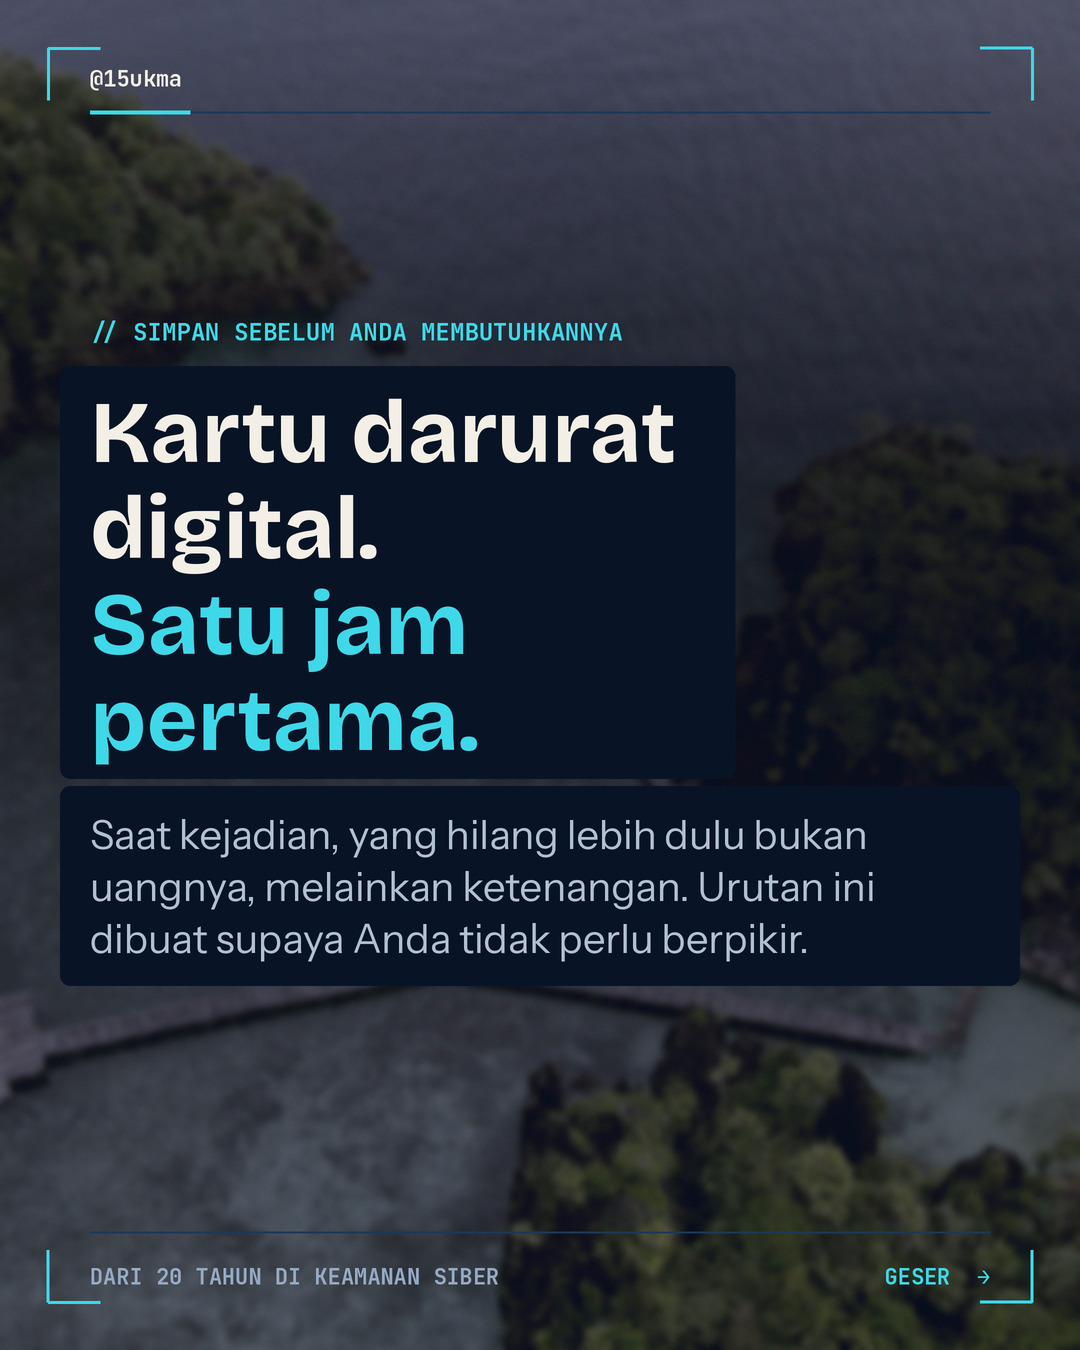 @15ukma
// SIMPAN SEBELUM ANDA MEMBUTUHKANNYA
Kartu darurat
digital.
Satu jam
pertama.
Saat kejadian, yang hilang lebih dulu bukan
uangnya, melainkan ketenangan. Urutan ini
dibuat supaya Anda tidak perlu berpikir.
DARI 20 TAHUN DI KEAMANAN SIBER
GESER →